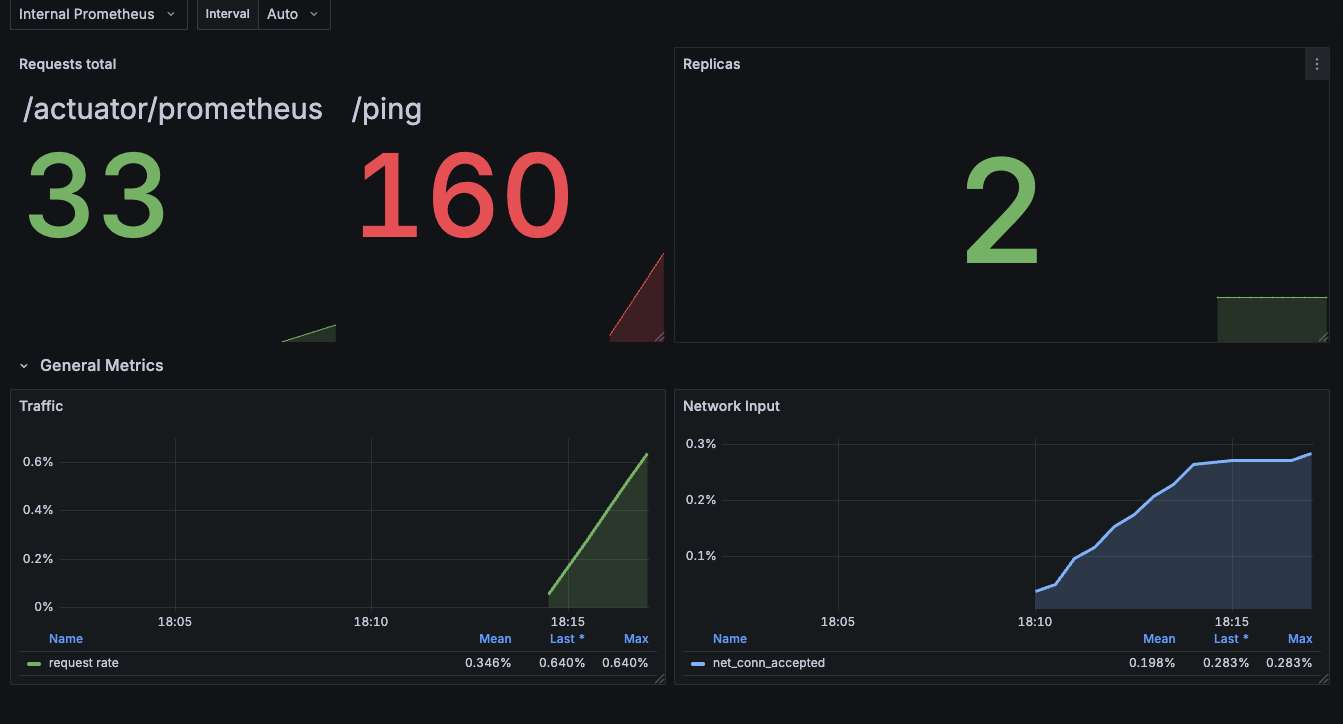 Internal Prometheus Interval Auto
Requests total
/actuator/prometheus /ping
33 160
Replicas
2
General Metrics
Traffic
0.6%
0.4%
0.2%
0%
18:05 18:10 18:15
Name Mean Last * Max
request rate 0.346% 0.640% 0.640%
Network Input
0.3%
0.2%
0.1%
18:05 18:10 18:15
Name Mean Last * Max
net_conn_accepted 0.198% 0.283% 0.283%